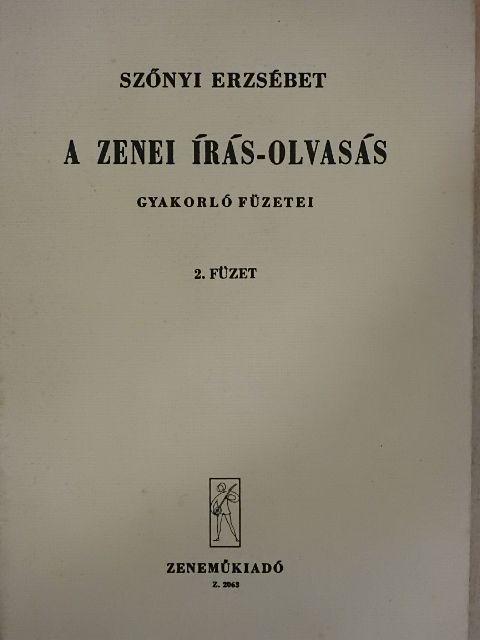 SZŐNYI ERZSÉBET
A ZENEI ÍRÁS-OLVASÁS
GYAKORLÓ FÜZETEI
2. FÜZET
ZENEMŰKIADÓ
Z. 2063